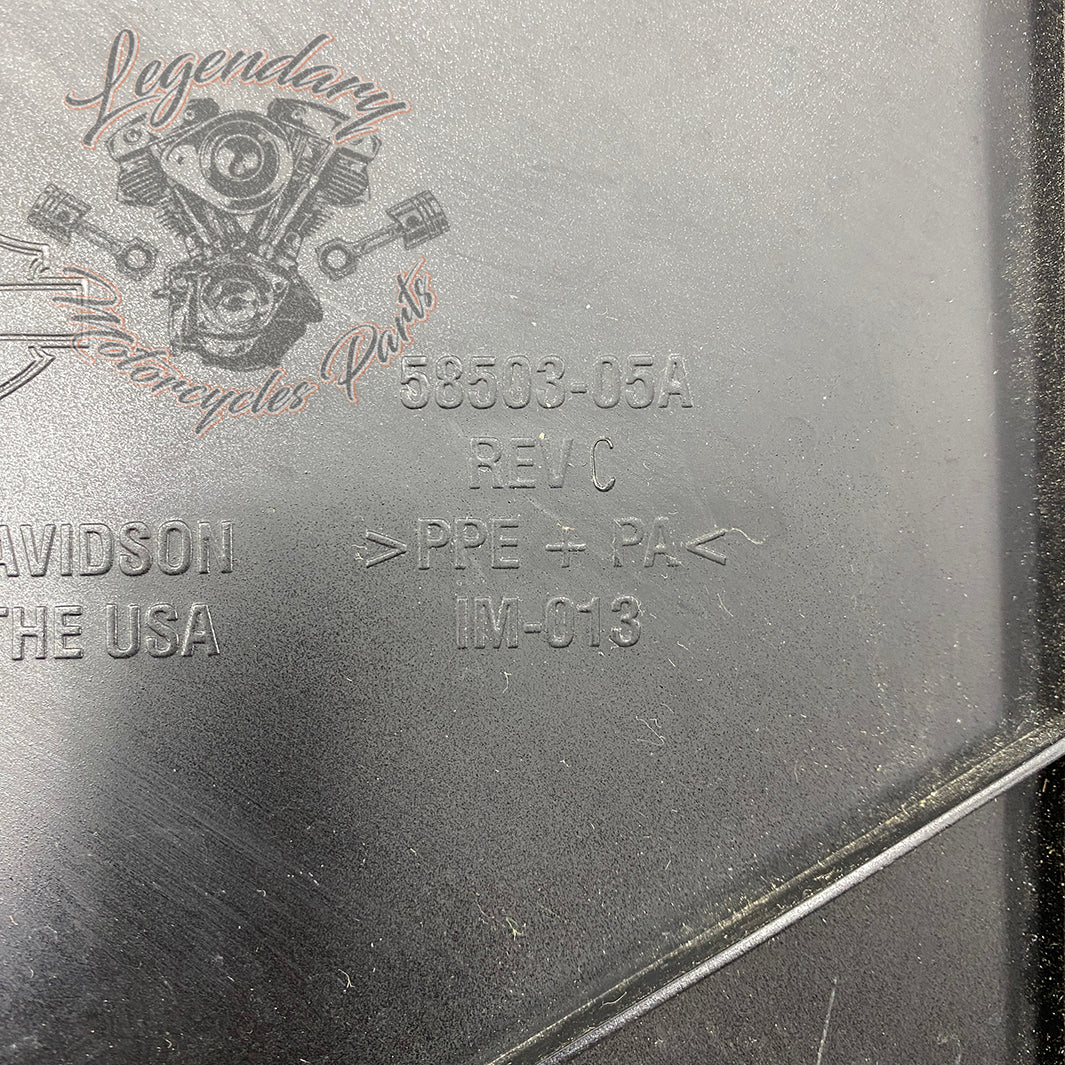 Legendary
Motorcycles Parts
58503-05A
REV C
>PPE + PA<
IM-013
AVIDSON
THE USA